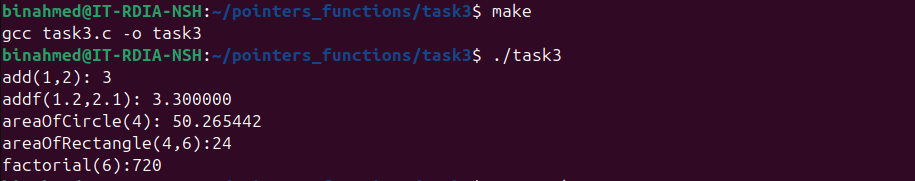 binahmed@IT-RDIA-NSH:~/pointers_functions/task3$ make
gcc task3.c -o task3
binahmed@IT-RDIA-NSH:~/pointers_functions/task3$ ./task3
add(1,2): 3
addf(1.2,2.1): 3.300000
areaOfCircle(4): 50.265442
areaOfRectangle(4,6):24
factorial(6):720